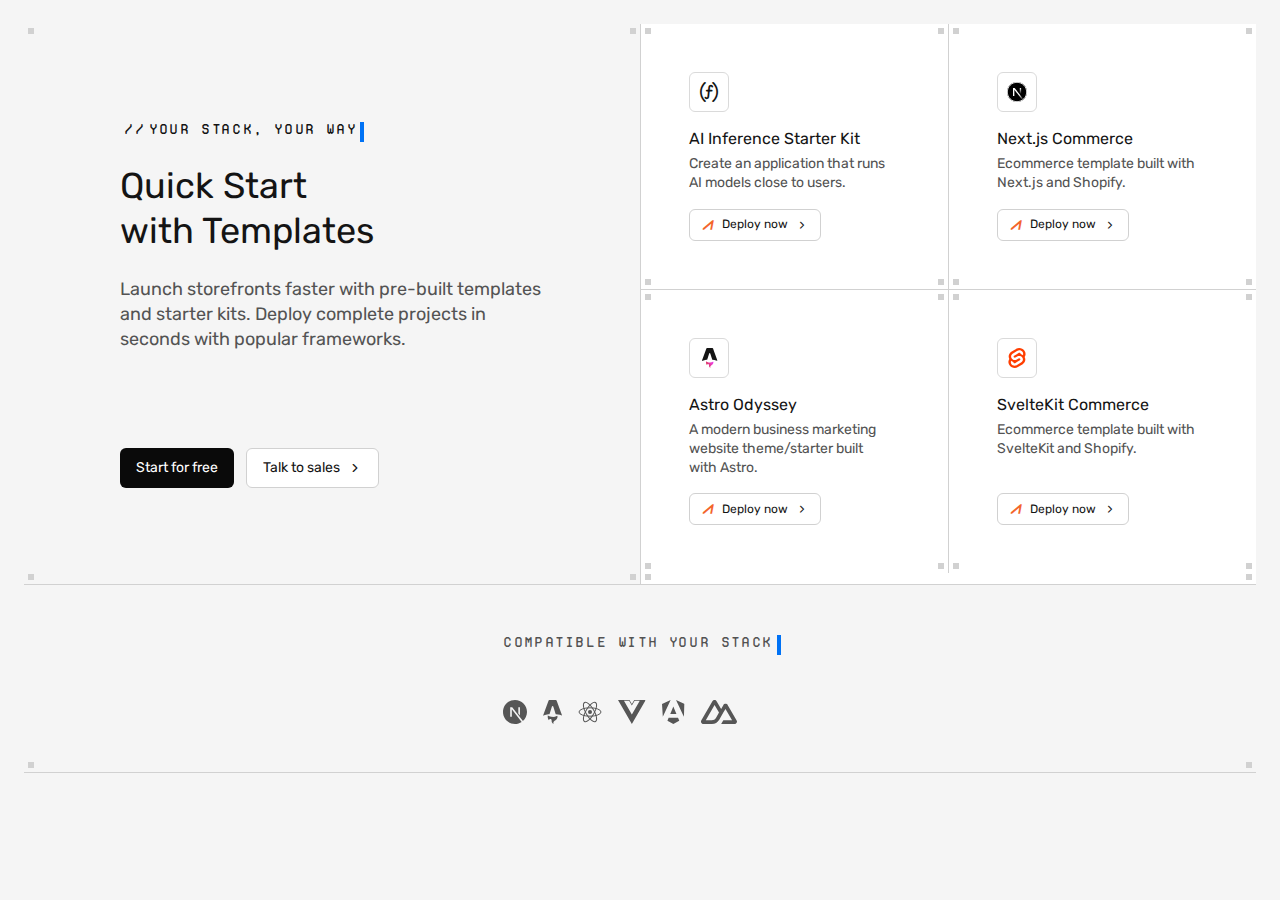 //YOUR STACK, YOUR WAY
Quick Start
with Templates
Launch storefronts faster with pre-built templates
and starter kits. Deploy complete projects in
seconds with popular frameworks.
Start for free
Talk to sales
AI Inference Starter Kit
Create an application that runs
AI models close to users.
Deploy now
Next.js Commerce
Ecommerce template built with
Next.js and Shopify.
Deploy now
Astro Odyssey
A modern business marketing
website theme/starter built
with Astro.
Deploy now
SvelteKit Commerce
Ecommerce template built with
SvelteKit and Shopify.
Deploy now
COMPATIBLE WITH YOUR STACK